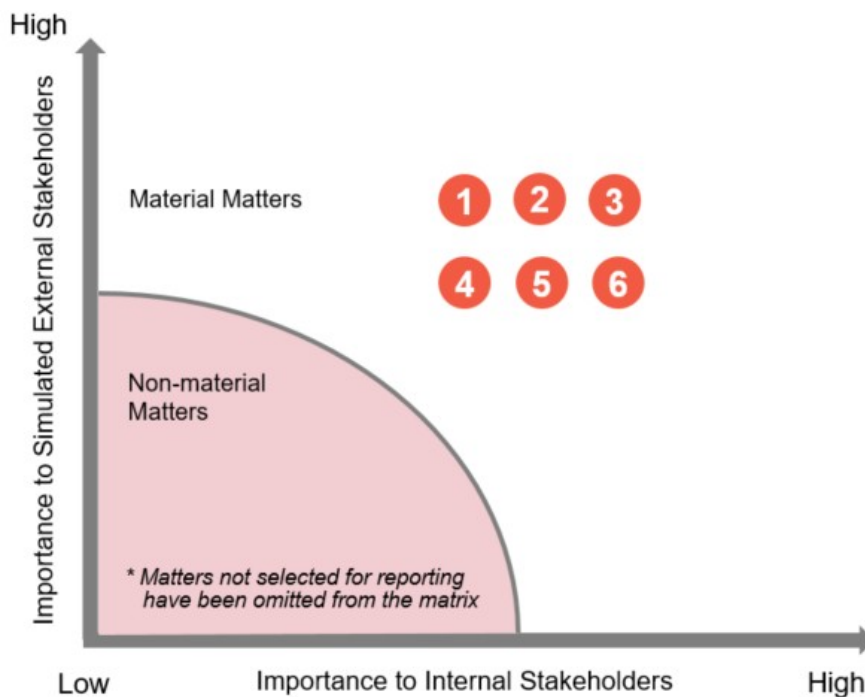 High
Importance to Simulated External Stakeholders
Material Matters
1 2 3
4 5 6
Non-material
Matters
* Matters not selected for reporting
have been omitted from the matrix
Low
Importance to Internal Stakeholders
High